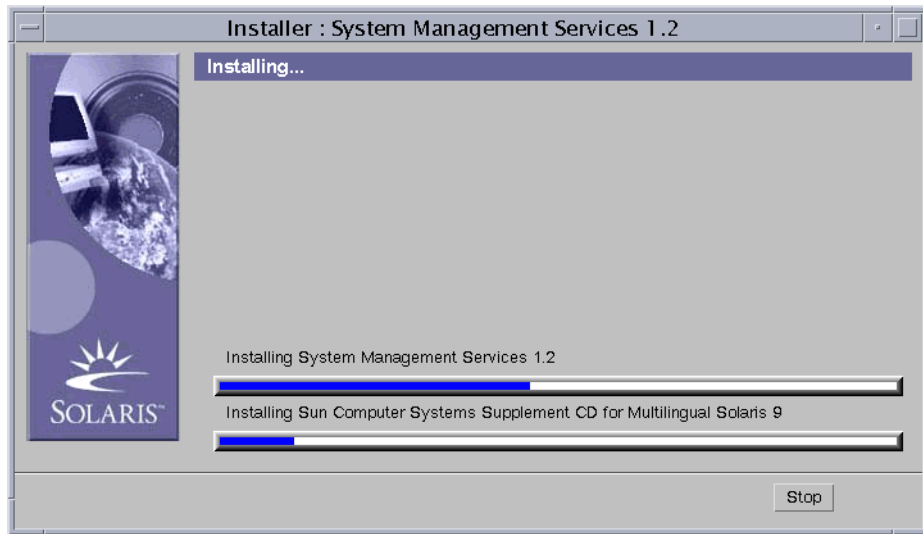 Installer : System Management Services 1.2
Installing...
Installing System Management Services 1.2
Installing Sun Computer Systems Supplement CD for Multilingual Solaris 9
SOLARIS™
Stop